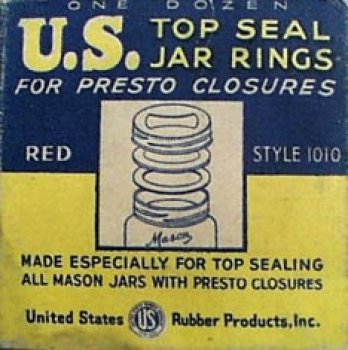 ONE DOZEN
U.S. TOP SEAL
JAR RINGS
FOR PRESTO CLOSURES
RED
STYLE 1010
Mason
MADE ESPECIALLY FOR TOP SEALING
ALL MASON JARS WITH PRESTO CLOSURES
United States US Rubber Products, Inc.